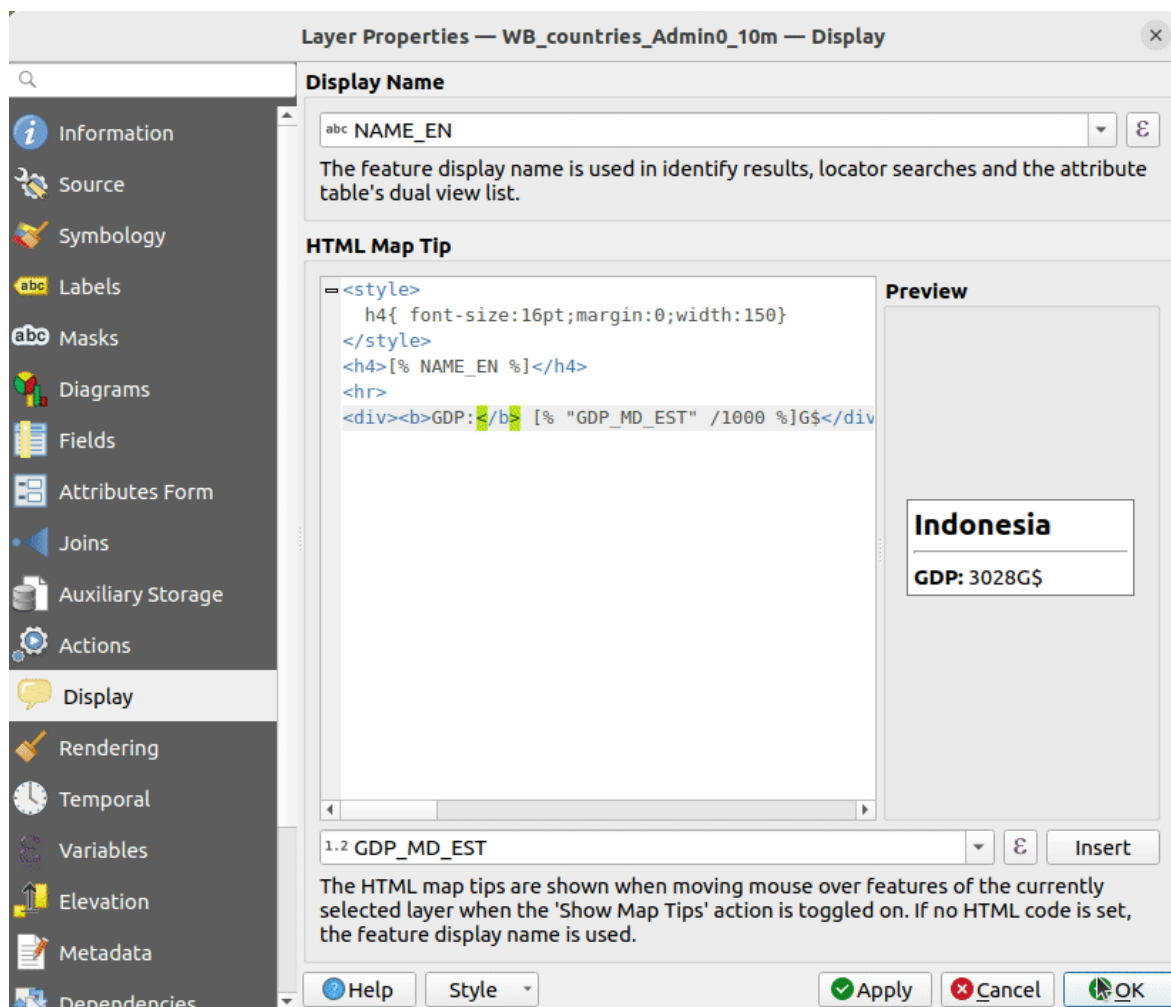 Layer Properties — WB_countries_Admin0_10m — Display
Information
Source
Symbology
abc Labels
abc Masks
Diagrams
Fields
Attributes Form
Joins
Auxiliary Storage
Actions
Display
Rendering
Temporal
Variables
Elevation
Metadata
Dependencies
Display Name
abc NAME_EN
ε
The feature display name is used in identify results, locator searches and the attribute
table's dual view list.
HTML Map Tip
<style>
h4{ font-size:16pt;margin:0;width:150}
</style>
<h4>[% NAME_EN %]</h4>
<hr>
<div><b>GDP:</b> [% "GDP_MD_EST" /1000 %]G$</div
Preview
Indonesia
GDP: 3028G$
1.2 GDP_MD_EST
ε
Insert
The HTML map tips are shown when moving mouse over features of the currently
selected layer when the 'Show Map Tips' action is toggled on. If no HTML code is set,
the feature display name is used.
Help
Style
Apply
Cancel
OK